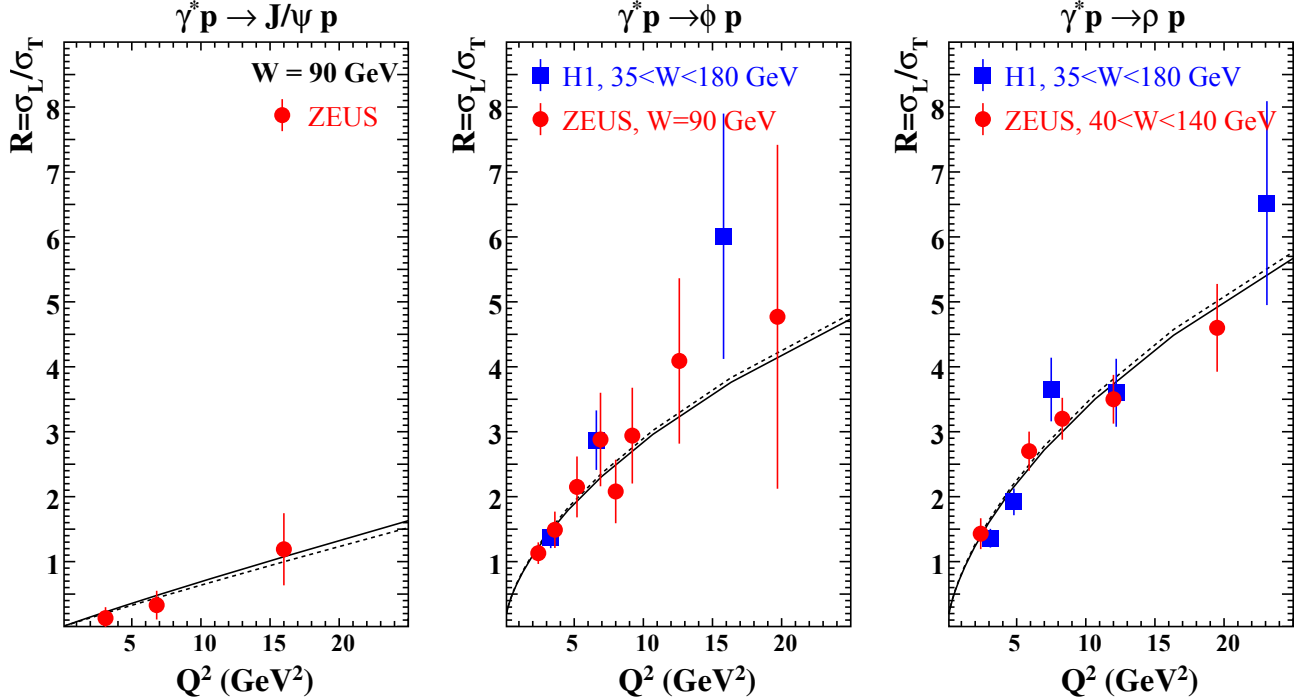 γ*p → J/ψ p
R=σL/σT
8
7
6
5
4
3
2
1
W = 90 GeV
ZEUS
5 10 15 20
Q² (GeV²)
γ*p →ϕ p
R=σL/σT
8
7
6
5
4
3
2
1
H1, 35<W<180 GeV
ZEUS, W=90 GeV
5 10 15 20
Q² (GeV²)
γ*p →ρ p
R=σL/σT
8
7
6
5
4
3
2
1
H1, 35<W<180 GeV
ZEUS, 40<W<140 GeV
5 10 15 20
Q² (GeV²)